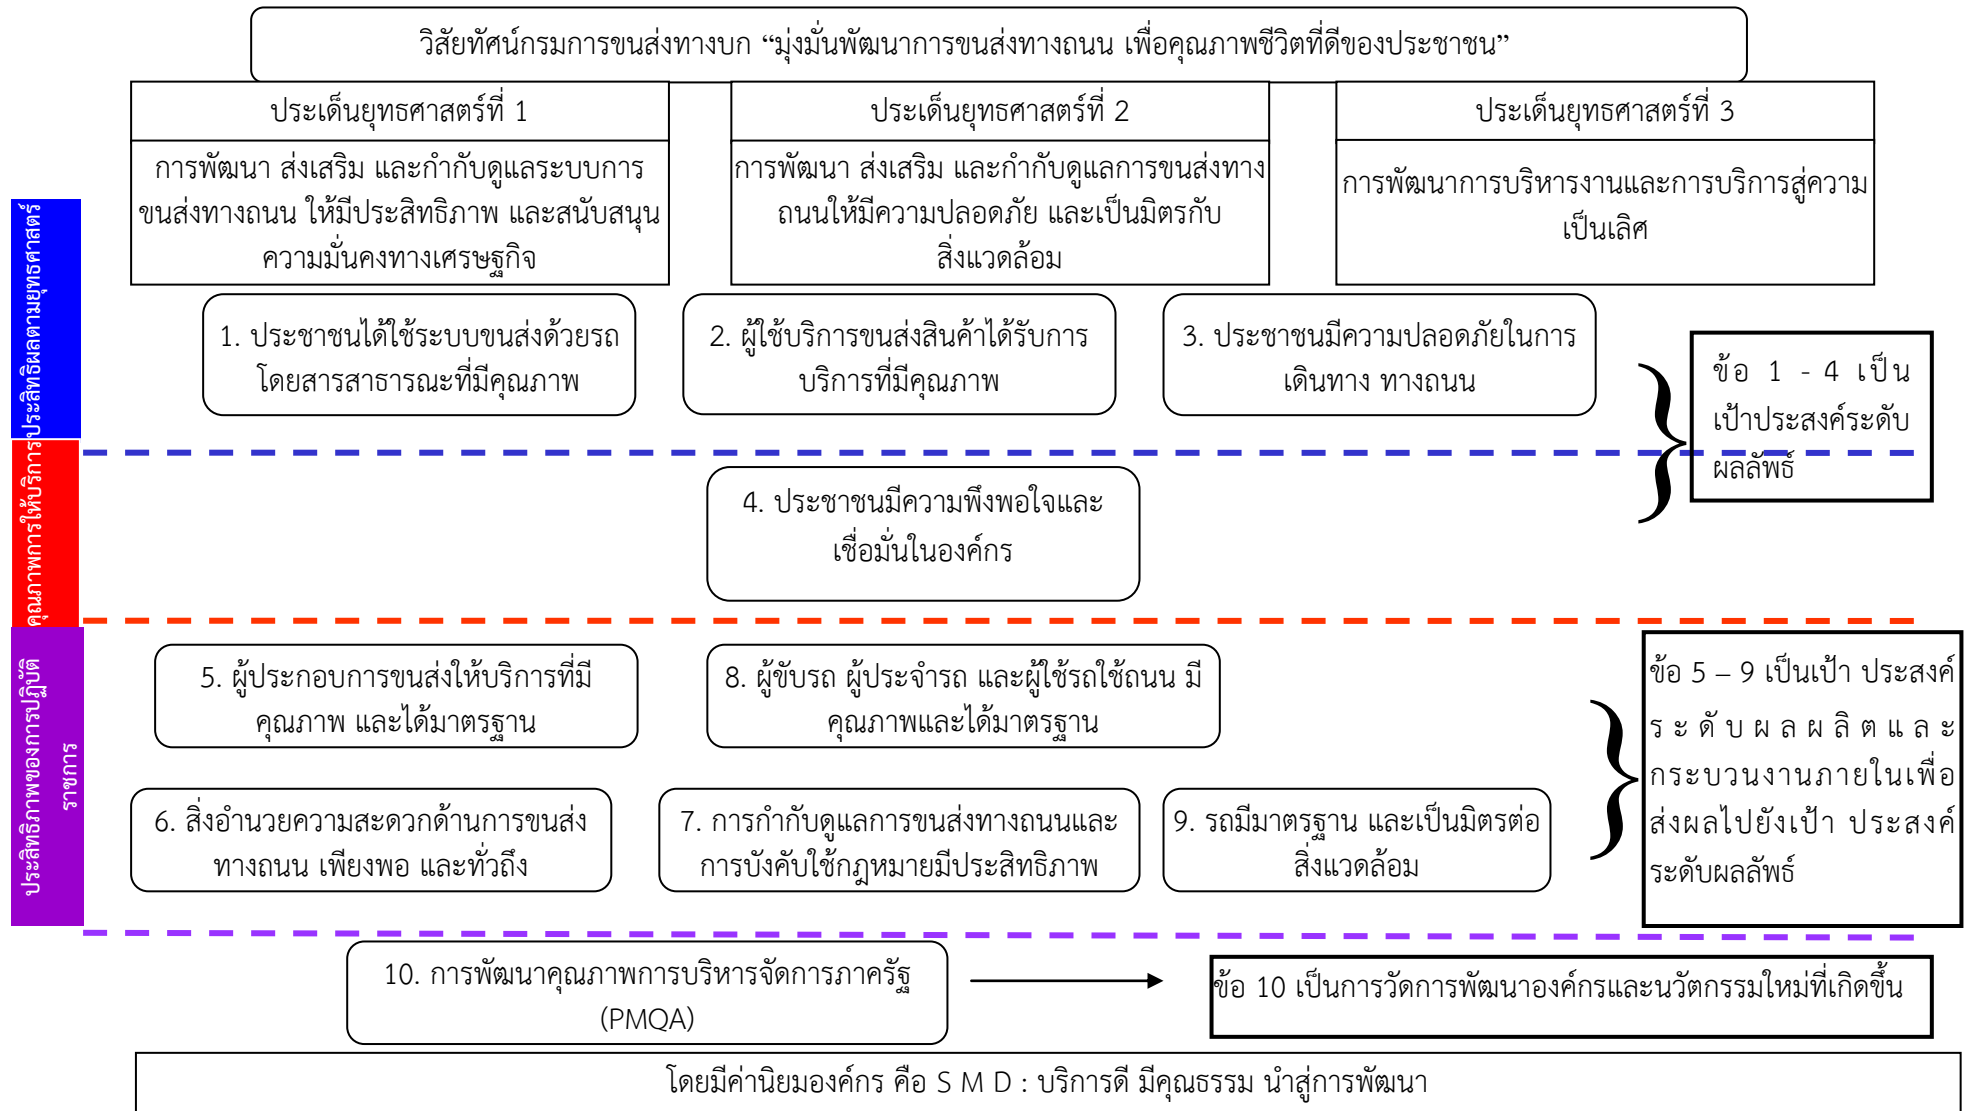 วิสัยทัศน์กรมการขนส่งทางบก “มุ่งมั่นพัฒนาการขนส่งทางถนน เพื่อคุณภาพชีวิตที่ดีของประชาชน”
ประเด็นยุทธศาสตร์ที่ 1
การพัฒนา ส่งเสริม และกำกับดูแลระบบการ
ขนส่งทางถนน ให้มีประสิทธิภาพ และสนับสนุน
ความมั่นคงทางเศรษฐกิจ
ประเด็นยุทธศาสตร์ที่ 2
การพัฒนา ส่งเสริม และกำกับดูแลการขนส่งทาง
ถนนให้มีความปลอดภัย และเป็นมิตรกับ
สิ่งแวดล้อม
ประเด็นยุทธศาสตร์ที่ 3
การพัฒนาการบริหารงานและการบริการสู่ความ
เป็นเลิศ
ประสิทธิผลตามยุทธศาสตร์
1. ประชาชนได้ใช้ระบบขนส่งด้วยรถ
โดยสารสาธารณะที่มีคุณภาพ
2. ผู้ใช้บริการขนส่งสินค้าได้รับการ
บริการที่มีคุณภาพ
3. ประชาชนมีความปลอดภัยในการ
เดินทาง ทางถนน
ข้อ 1 - 4 เป็น
เป้าประสงค์ระดับ
ผลลัพธ์
คุณภาพการให้บริการ
4. ประชาชนมีความพึงพอใจและ
เชื่อมั่นในองค์กร
ประสิทธิภาพของการปฏิบัติ
ราชการ
5. ผู้ประกอบการขนส่งให้บริการที่มี
คุณภาพ และได้มาตรฐาน
8. ผู้ขับรถ ผู้ประจำรถ และผู้ใช้รถใช้ถนน มี
คุณภาพและได้มาตรฐาน
6. สิ่งอำนวยความสะดวกด้านการขนส่ง
ทางถนน เพียงพอ และทั่วถึง
7. การกำกับดูแลการขนส่งทางถนนและ
การบังคับใช้กฎหมายมีประสิทธิภาพ
9. รถมีมาตรฐาน และเป็นมิตรต่อ
สิ่งแวดล้อม
ข้อ 5 – 9 เป็นเป้า ประสงค์
ระดับผลผลิตและ
กระบวนงานภายในเพื่อ
ส่งผลไปยังเป้า ประสงค์
ระดับผลลัพธ์
10. การพัฒนาคุณภาพการบริหารจัดการภาครัฐ
(PMQA)
ข้อ 10 เป็นการวัดการพัฒนาองค์กรและนวัตกรรมใหม่ที่เกิดขึ้น
โดยมีค่านิยมองค์กร คือ S M D : บริการดี มีคุณธรรม นำสู่การพัฒนา